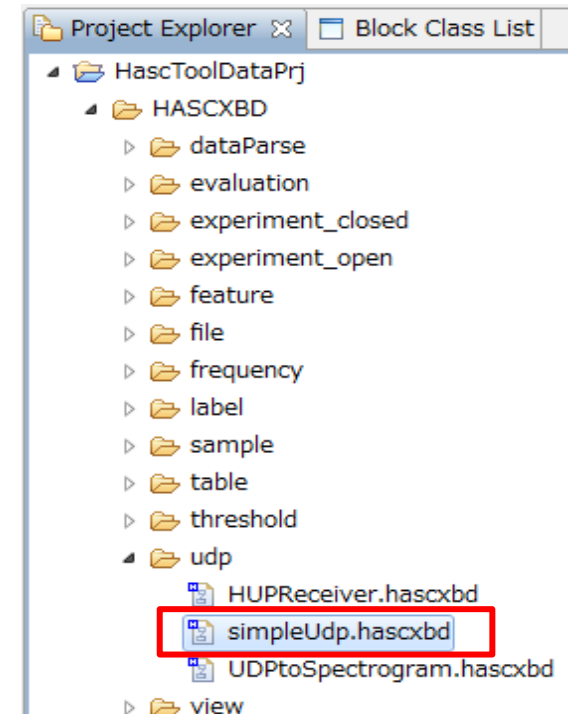 Project Explorer Block Class List
HascToolDataPrj
HASCXBD
dataParse
evaluation
experiment_closed
experiment_open
feature
file
frequency
label
sample
table
threshold
udp
HUPReceiver.hascxbd
simpleUdp.hascxbd
UDPtoSpectrogram.hascxbd
view